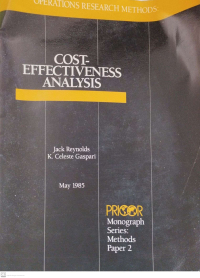 OPERATIONS RESEARCH METHODS
COST-
EFFECTIVENESS
ANALYSIS
Jack Reynolds
K. Celeste Gaspari
May 1985
PRICOR
Monograph
Series:
Methods
Paper 2